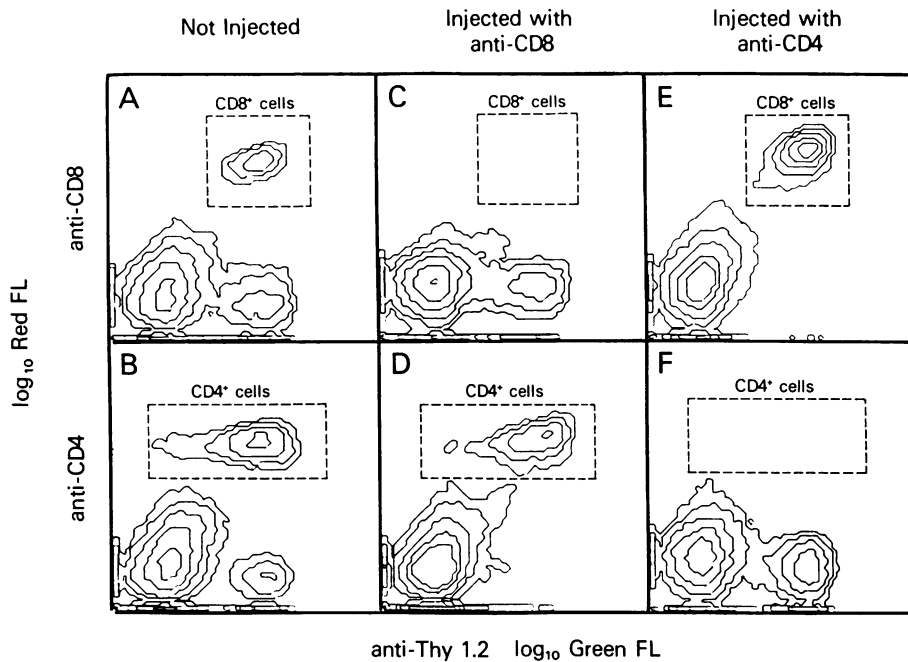 Not Injected
Injected with
anti-CD8
Injected with
anti-CD4
A
CD8⁺ cells
C
CD8⁺ cells
E
CD8⁺ cells
anti-CD8
log₁₀ Red FL
B
CD4⁺ cells
D
CD4⁺ cells
F
CD4⁺ cells
anti-CD4
anti-Thy 1.2 log₁₀ Green FL